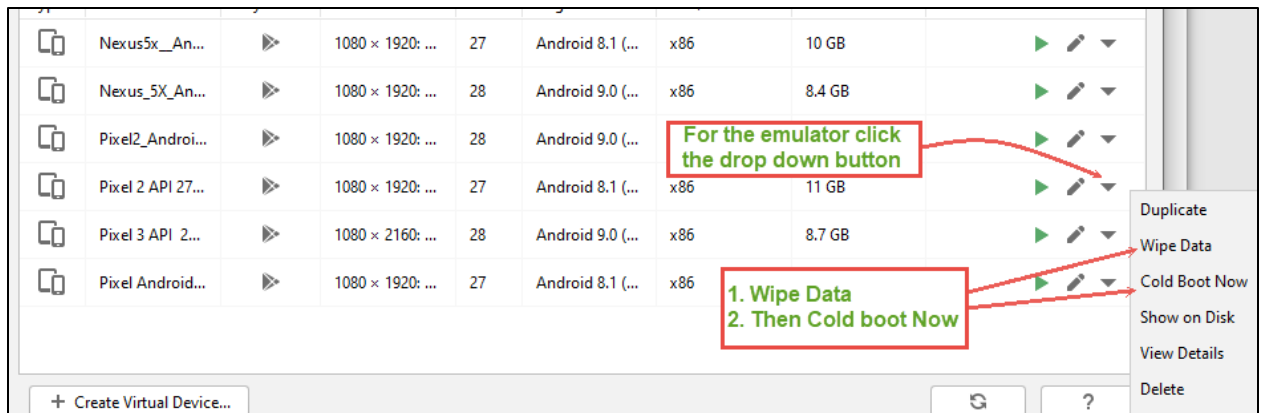 Nexus5x__An... 1080 × 1920: ... 27 Android 8.1 (... x86 10 GB
Nexus_5X_An... 1080 × 1920: ... 28 Android 9.0 (... x86 8.4 GB
Pixel2_Androi... 1080 × 1920: ... 28 Android 9.0 (...
For the emulator click
the drop down button
Pixel 2 API 27... 1080 × 1920: ... 27 Android 8.1 (... x86 11 GB
Pixel 3 API 2... 1080 × 2160: ... 28 Android 9.0 (... x86 8.7 GB
Pixel Android... 1080 × 1920: ... 27 Android 8.1 (... x86
1. Wipe Data
2. Then Cold boot Now
Duplicate
Wipe Data
Cold Boot Now
Show on Disk
View Details
Delete
+ Create Virtual Device...
?